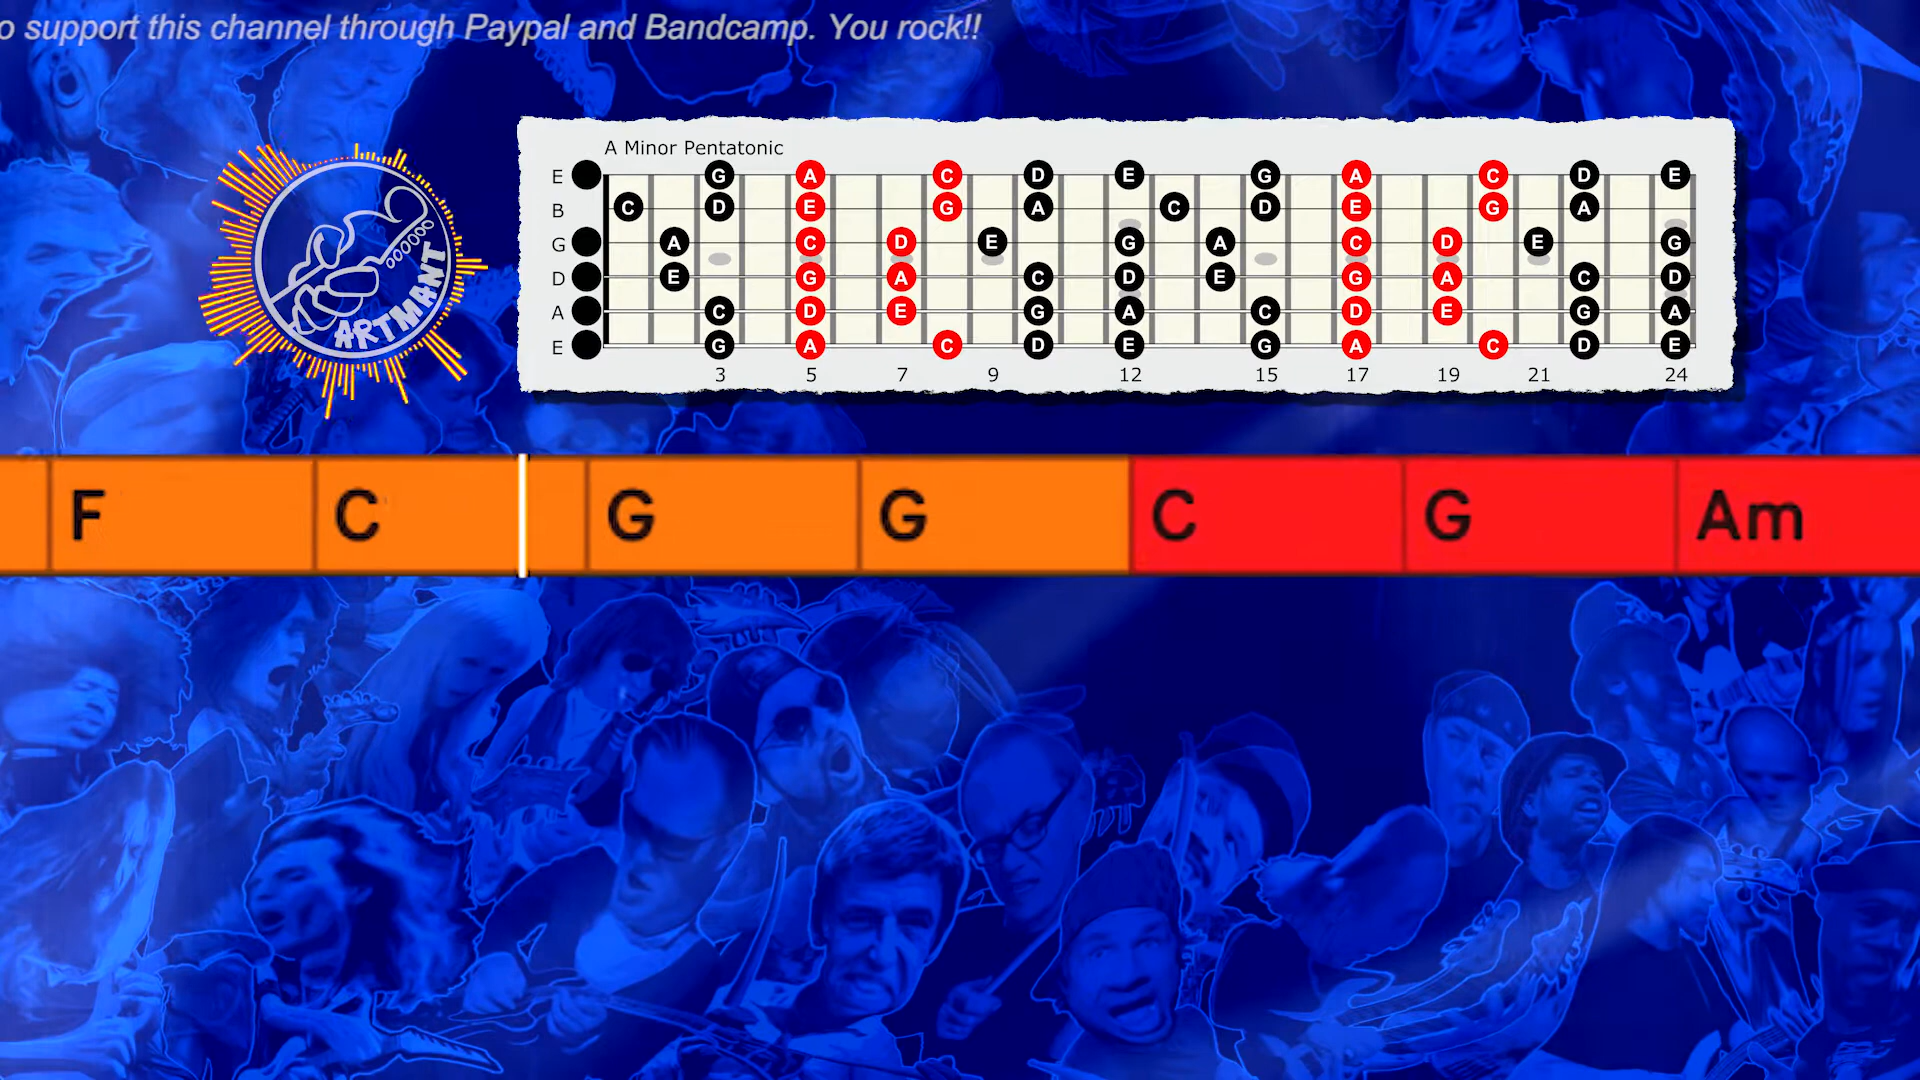 o support this channel through Paypal and Bandcamp. You rock!!
A Minor Pentatonic
E G A C D E G A C D E
B C D E G A C D E G A
G A C D E G A C D E G
D E G A C D E G A C D
A C D E G A C D E G A
E G A C D E G A C D E
3 5 7 9 12 15 17 19 21 24
ARTMANT
F C G G C G Am